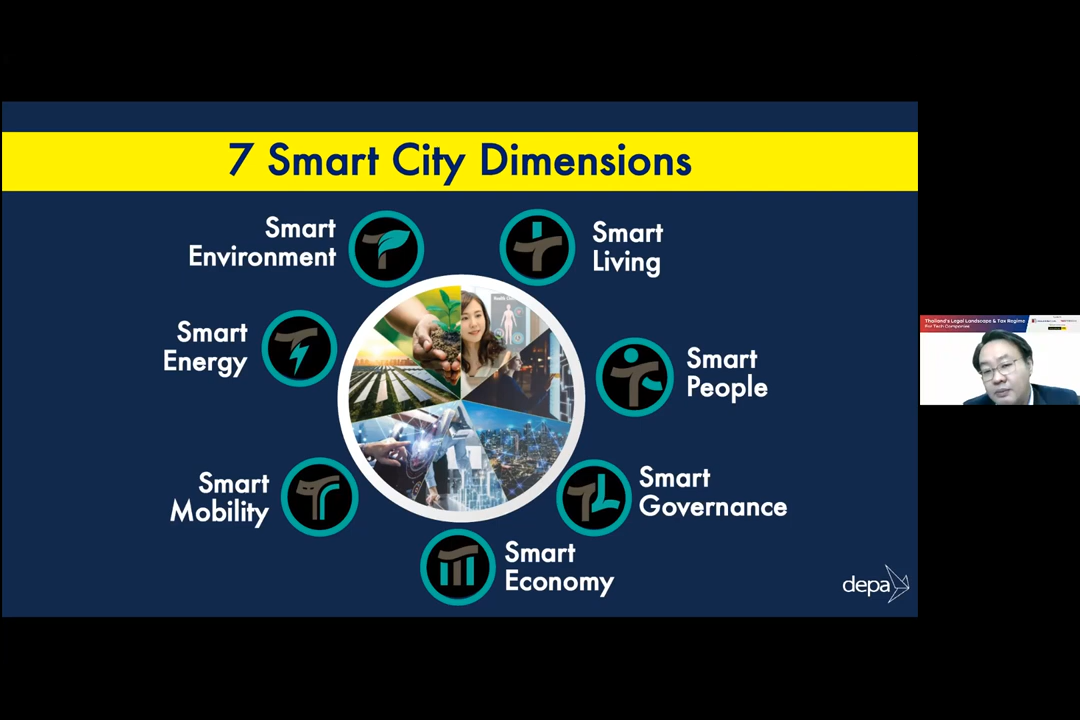 7 Smart City Dimensions
Smart
Environment
Smart
Living
Smart
Energy
Smart
People
Smart
Mobility
Smart
Governance
Smart
Economy
depa
Thailand's Legal Landscape & Tax Regime
for Tech Companies